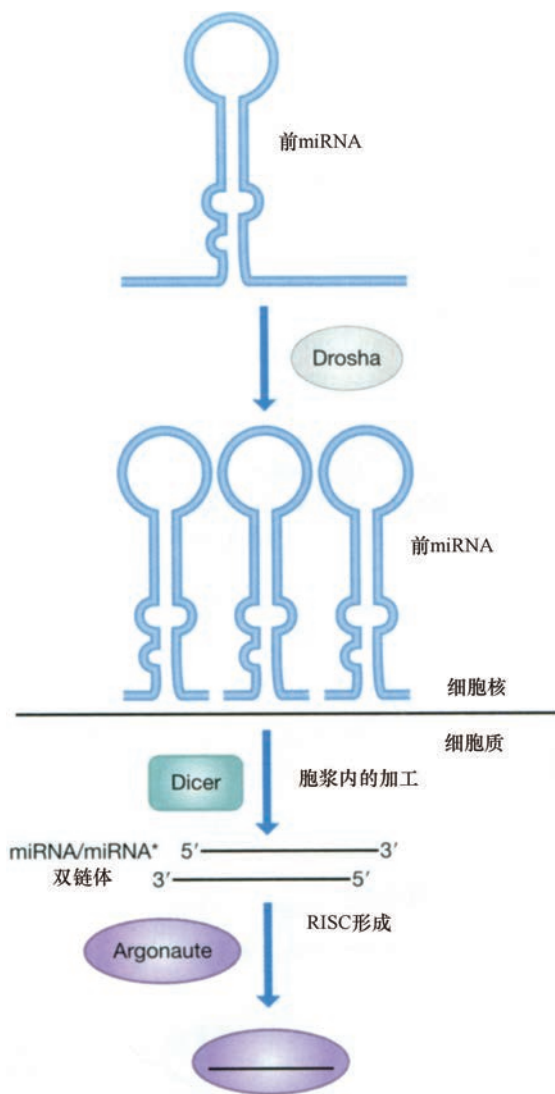 前miRNA
Drosha
前miRNA
细胞核
细胞质
Dicer
胞浆内的加工
miRNA/miRNA* 5′ 3′
双链体 3′ 5′
RISC形成
Argonaute